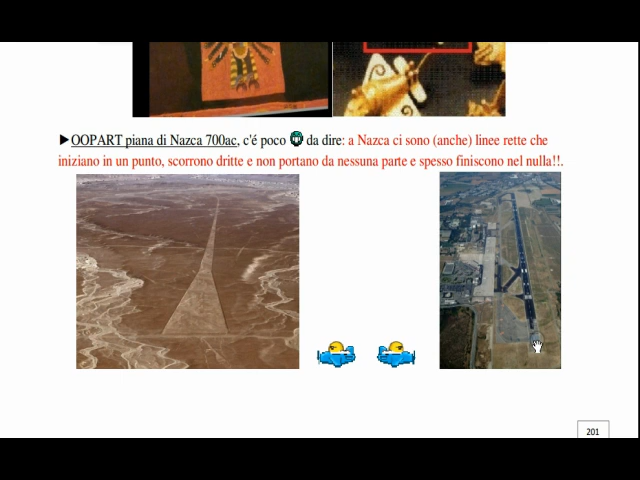 ▶OOPART piana di Nazca 700ac, c'é poco da dire: a Nazca ci sono (anche) linee rette che
iniziano in un punto, scorrono dritte e non portano da nessuna parte e spesso finiscono nel nulla!!.
201